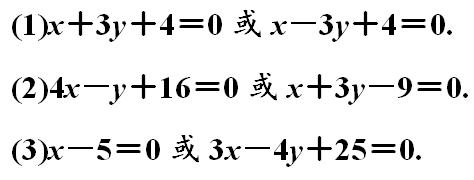 (1)x+3y+4=0 或 x-3y+4=0.
(2)4x-y+16=0 或 x+3y-9=0.
(3)x-5=0 或 3x-4y+25=0.